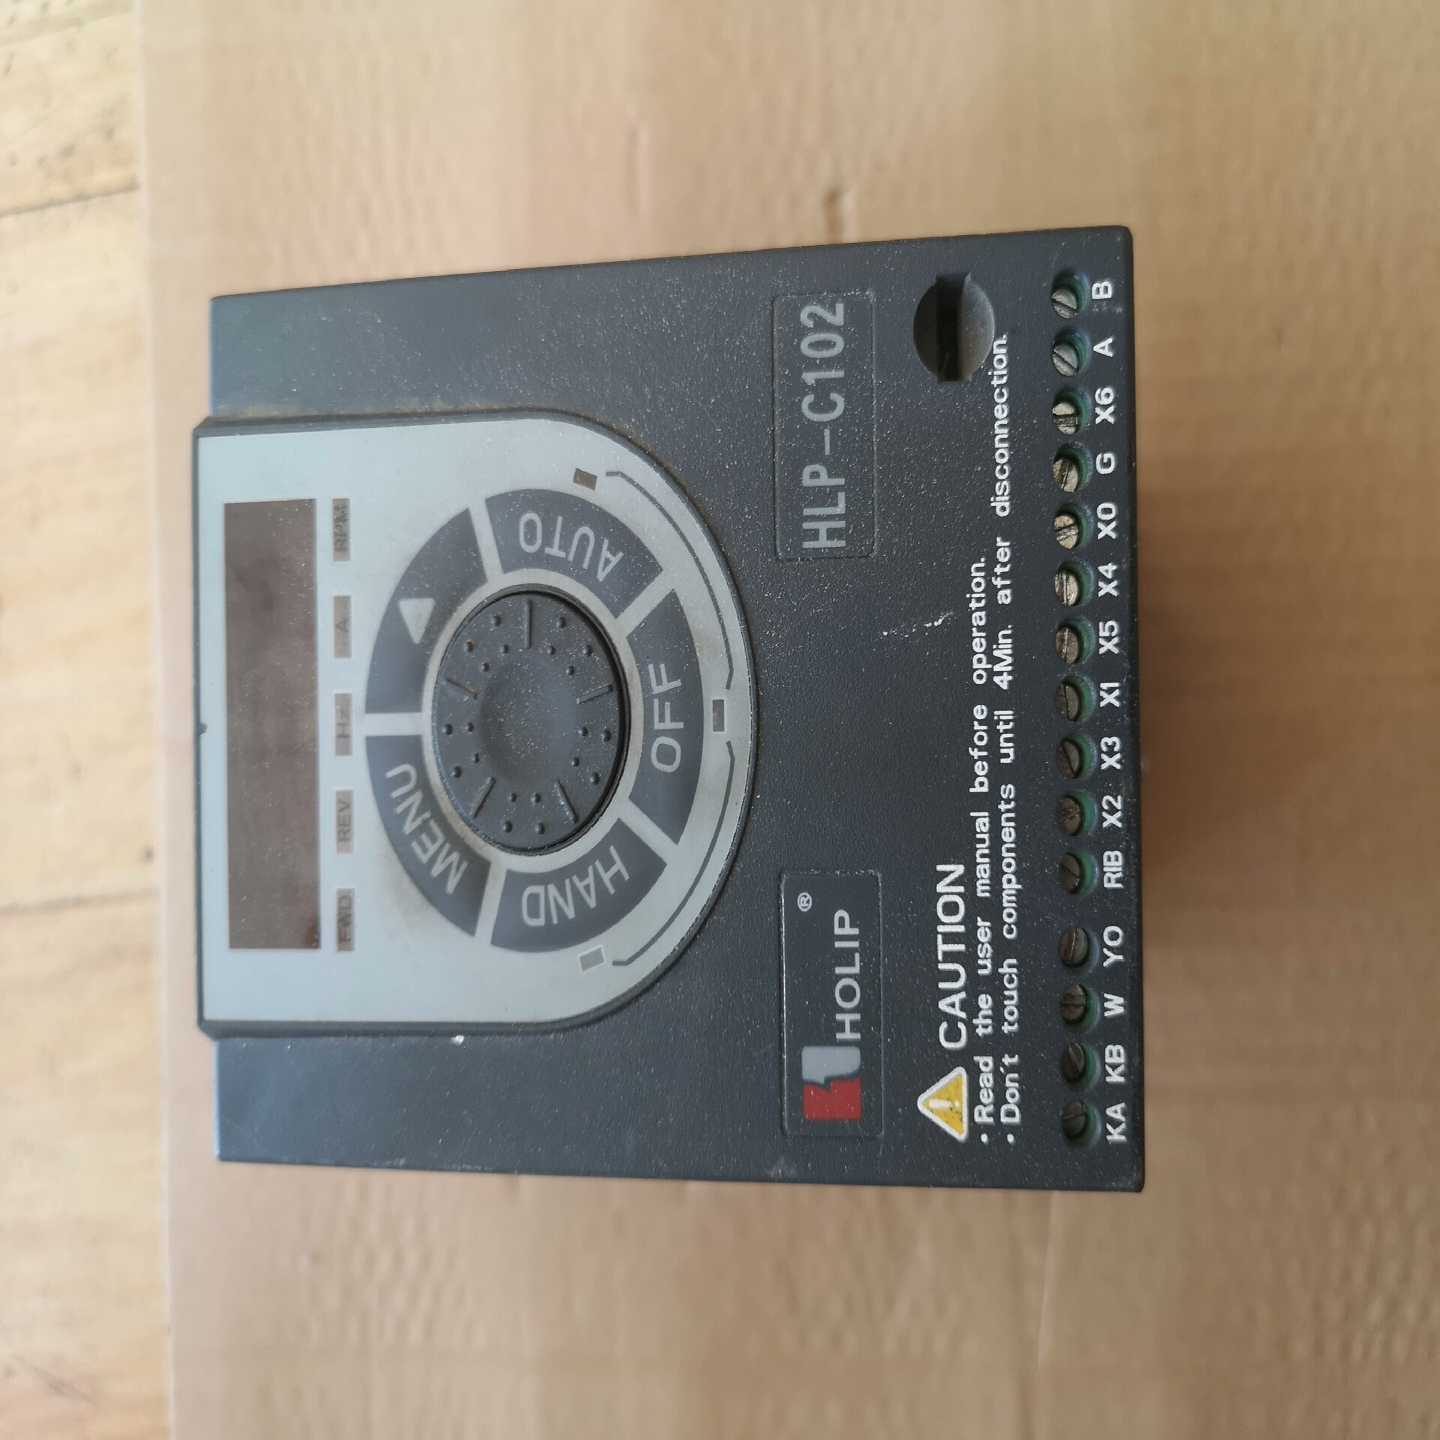 FWD REV Hz A RPM
MENU
HAND OFF AUTO
HOLIP®
HLP-C102
CAUTION
·Read the user manual before operation.
·Don't touch components until 4Min. after disconnection.
KA KB W YO RIB X2 X3 X1 X5 X4 X0 G X6 A B